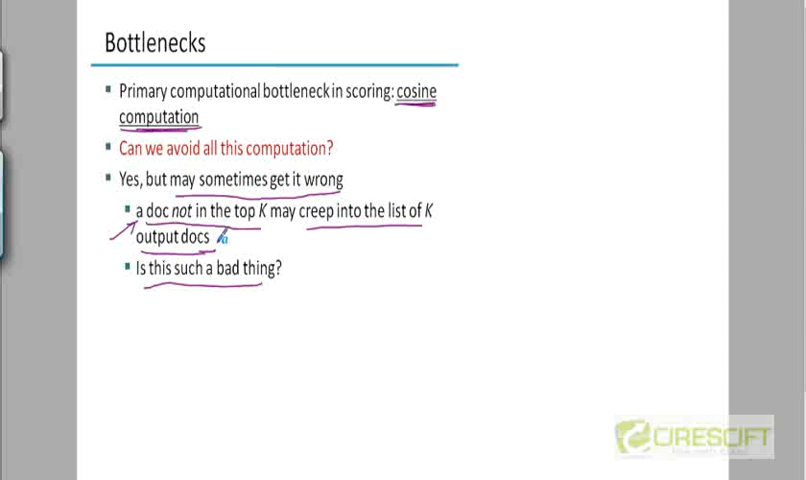 Bottlenecks
Primary computational bottleneck in scoring: cosine
computation
Can we avoid all this computation?
Yes, but may sometimes get it wrong
a doc not in the top K may creep into the list of K
output docs
Is this such a bad thing?
CIRESCIFT